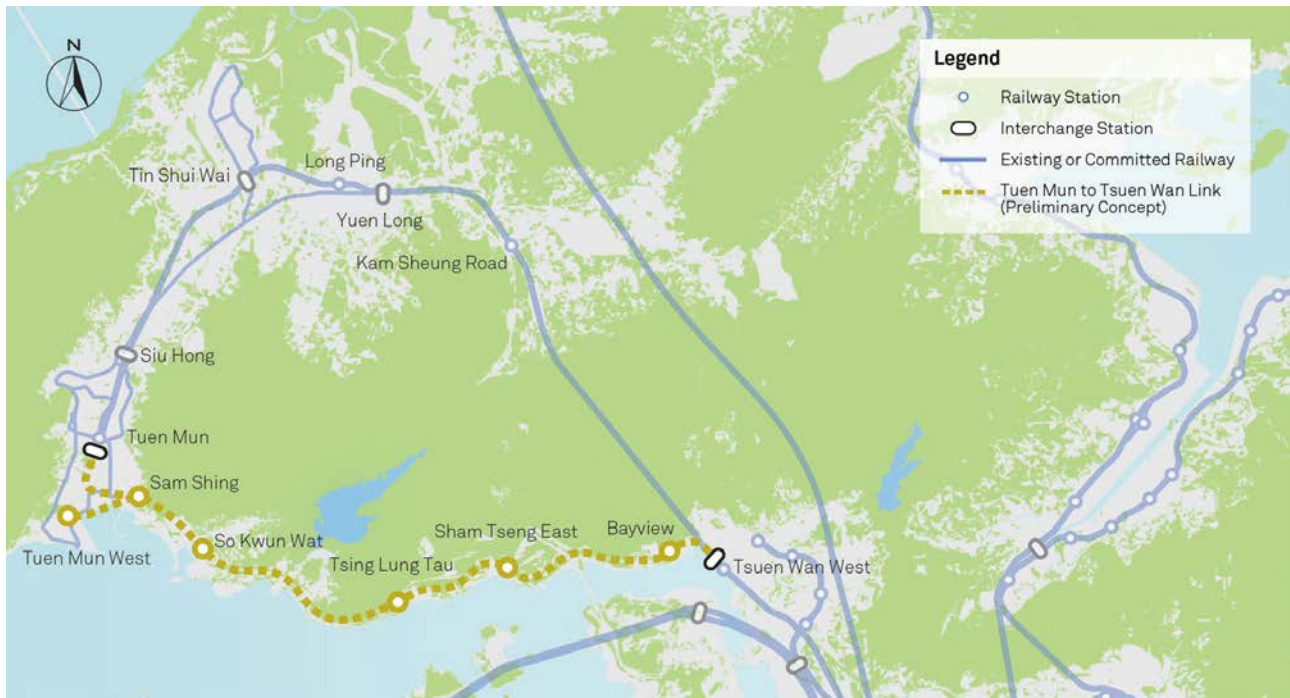 N
Legend
Railway Station
Interchange Station
Existing or Committed Railway
Tuen Mun to Tsuen Wan Link
(Preliminary Concept)
Long Ping
Tin Shui Wai
Yuen Long
Kam Sheung Road
Siu Hong
Tuen Mun
Sam Shing
Tuen Mun West
So Kwun Wat
Tsing Lung Tau
Sham Tseng East
Bayview
Tsuen Wan West